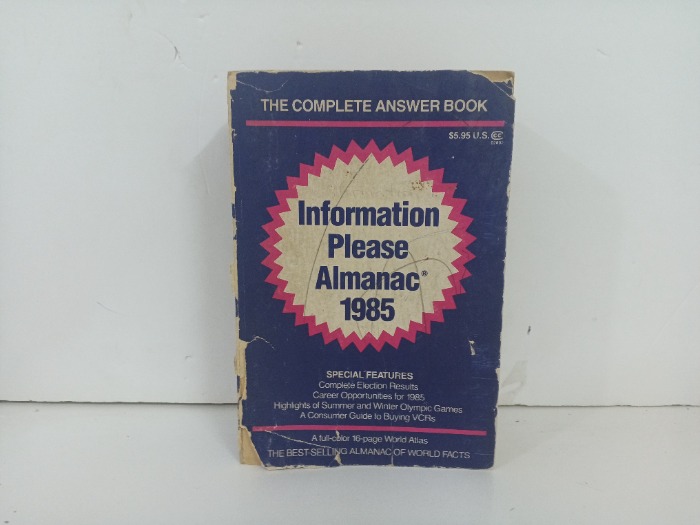 THE COMPLETE ANSWER BOOK
$5.95 U.S. CC
Information
Please
Almanac®
1985
SPECIAL FEATURES
Complete Election Results
Career Opportunities for 1985
Highlights of Summer and Winter Olympic Games
A Consumer Guide to Buying VCRs
A full-color 16-page World Atlas
THE BEST-SELLING ALMANAC OF WORLD FACTS